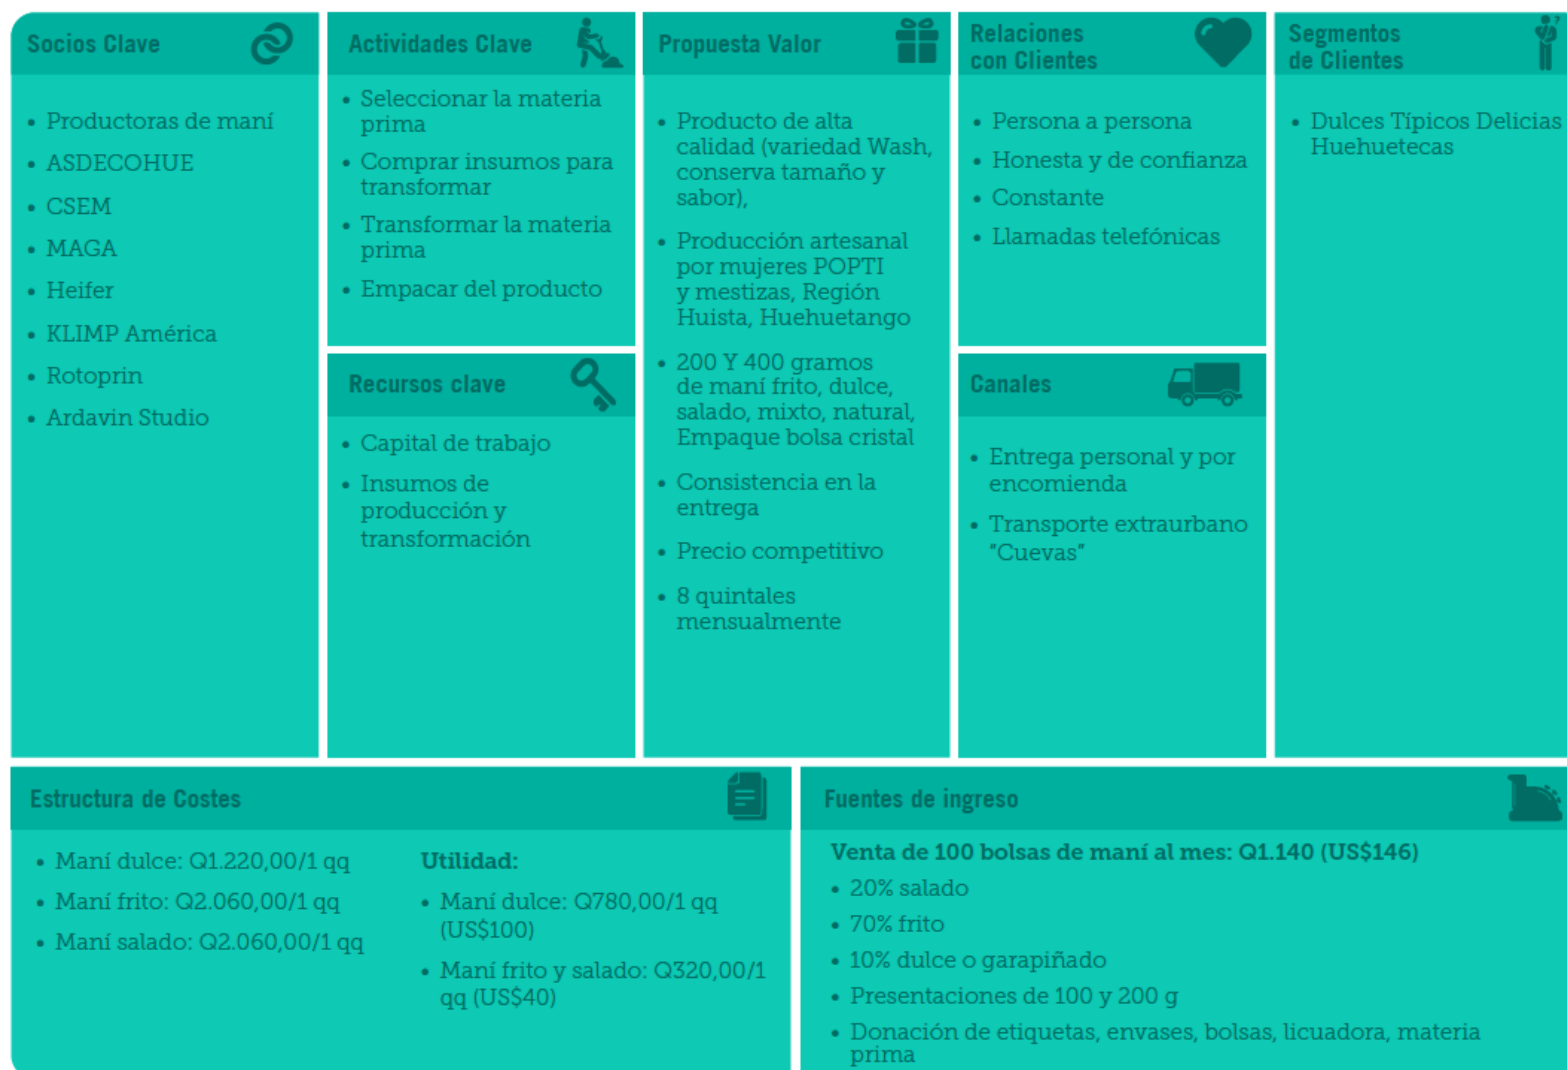 Socios Clave
• Productoras de maní
• ASDECOHUE
• CSEM
• MAGA
• Heifer
• KLIMP América
• Rotoprin
• Ardavin Studio
Actividades Clave
• Seleccionar la materia
prima
• Comprar insumos para
transformar
• Transformar la materia
prima
• Empacar del producto
Recursos clave
• Capital de trabajo
• Insumos de
producción y
transformación
Propuesta Valor
• Producto de alta
calidad (variedad Wash,
conserva tamaño y
sabor),
• Producción artesanal
por mujeres POPTI
y mestizas, Región
Huista, Huehuetango
• 200 Y 400 gramos
de maní frito, dulce,
salado, mixto, natural,
Empaque bolsa cristal
• Consistencia en la
entrega
• Precio competitivo
• 8 quintales
mensualmente
Relaciones
con Clientes
• Persona a persona
• Honesta y de confianza
• Constante
• Llamadas telefónicas
Canales
• Entrega personal y por
encomienda
• Transporte extraurbano
"Cuevas"
Segmentos
de Clientes
• Dulces Típicos Delicias
Huehuetecas
Estructura de Costes
• Maní dulce: Q1.220,00/1 qq
• Maní frito: Q2.060,00/1 qq
• Maní salado: Q2.060,00/1 qq
Utilidad:
• Maní dulce: Q780,00/1 qq
(US$100)
• Maní frito y salado: Q320,00/1
qq (US$40)
Fuentes de ingreso
Venta de 100 bolsas de maní al mes: Q1.140 (US$146)
• 20% salado
• 70% frito
• 10% dulce o garapiñado
• Presentaciones de 100 y 200 g
• Donación de etiquetas, envases, bolsas, licuadora, materia
prima